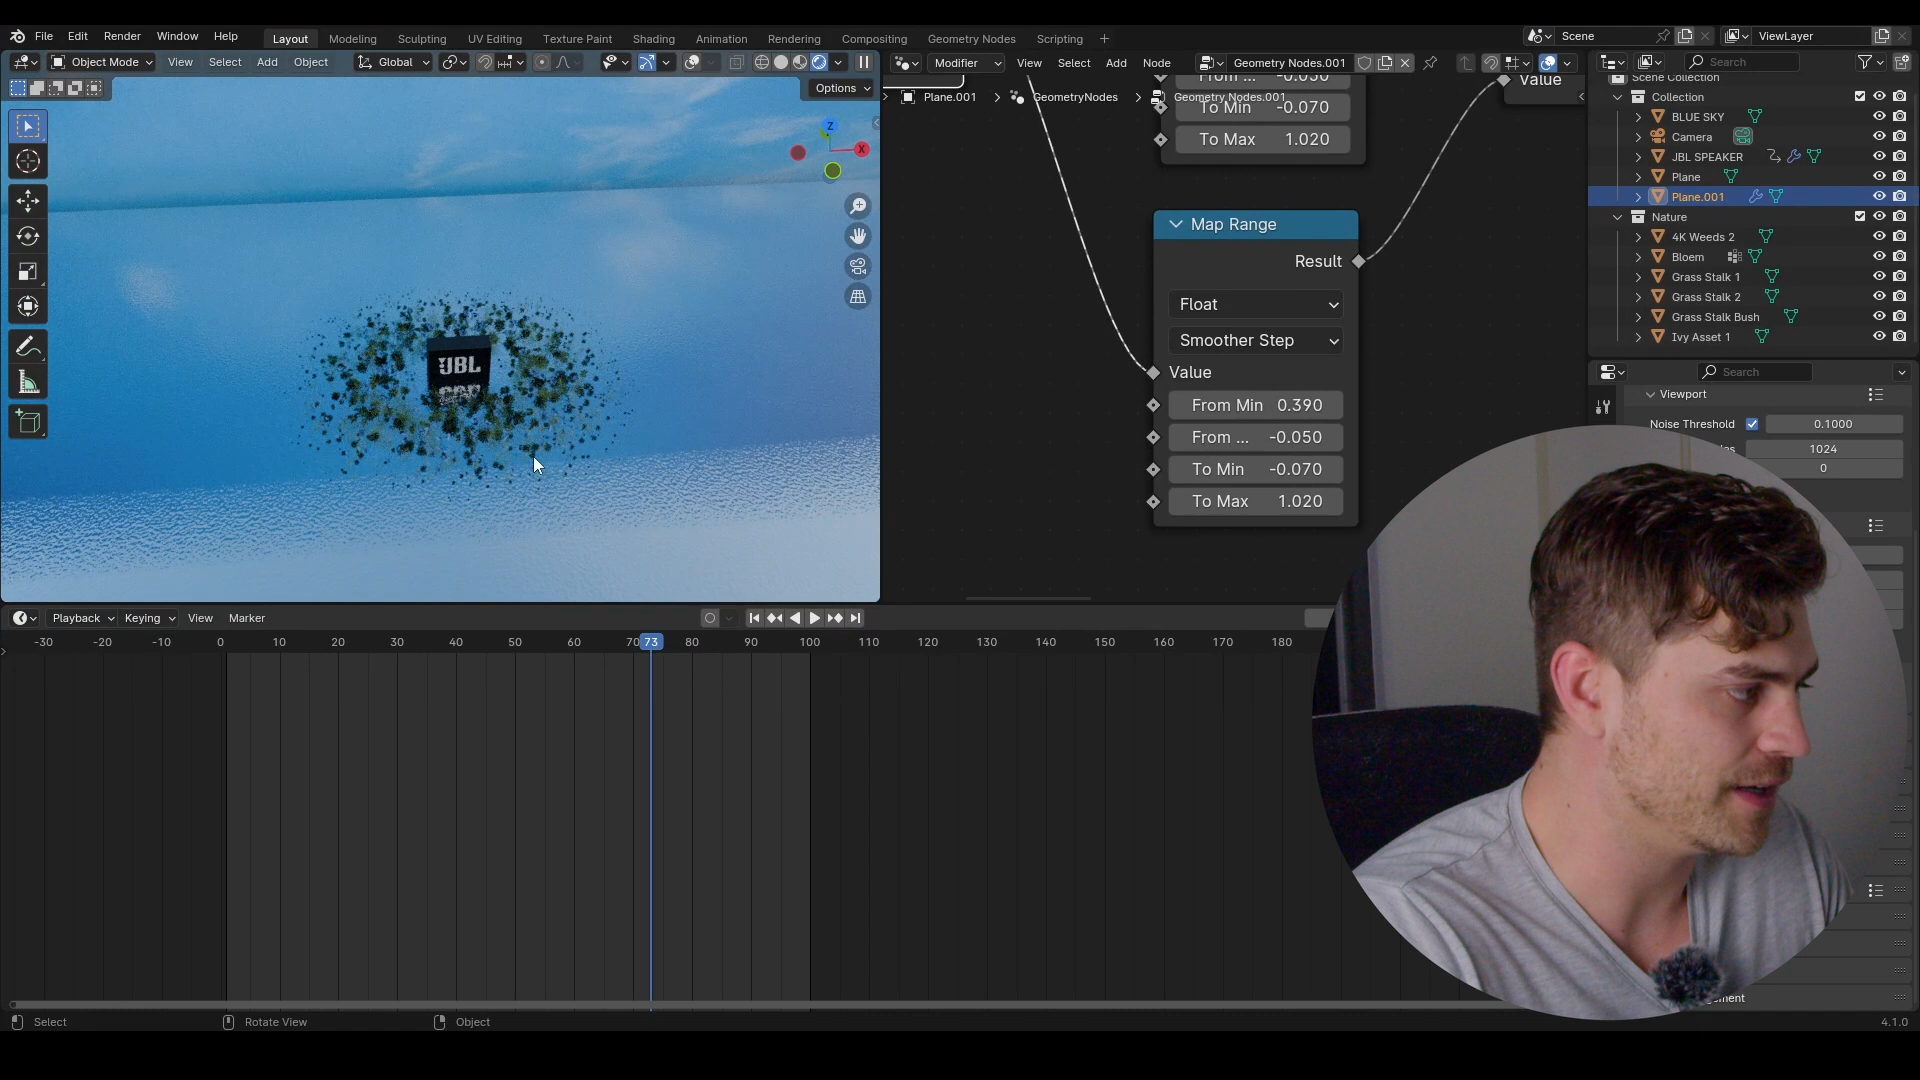 File Edit Render Window Help
Layout Modeling Sculpting UV Editing Texture Paint Shading Animation Rendering Compositing Geometry Nodes Scripting +
Scene
ViewLayer
Object Mode View Select Add Object
Global
Options
Z
X
JBL
Modifier View Select Add Node
Geometry Nodes.001
Plane.001 > GeometryNodes > Geometry Nodes.001
From ... -0.050
To Min -0.070
To Max 1.020
Value
Map Range
Result
Float
Smoother Step
Value
From Min 0.390
From ... -0.050
To Min -0.070
To Max 1.020
Search
Scene Collection
Collection
BLUE SKY
Camera
JBL SPEAKER
Plane
Plane.001
Nature
4K Weeds 2
Bloem
Grass Stalk 1
Grass Stalk 2
Grass Stalk Bush
Ivy Asset 1
Search
Viewport
Noise Threshold 0.1000
1024
0
Playback Keying View Marker
-30 -20 -10 0 10 20 30 40 50 60 70 73 80 90 100 110 120 130 140 150 160 170 180
Select
Rotate View
Object
4.1.0